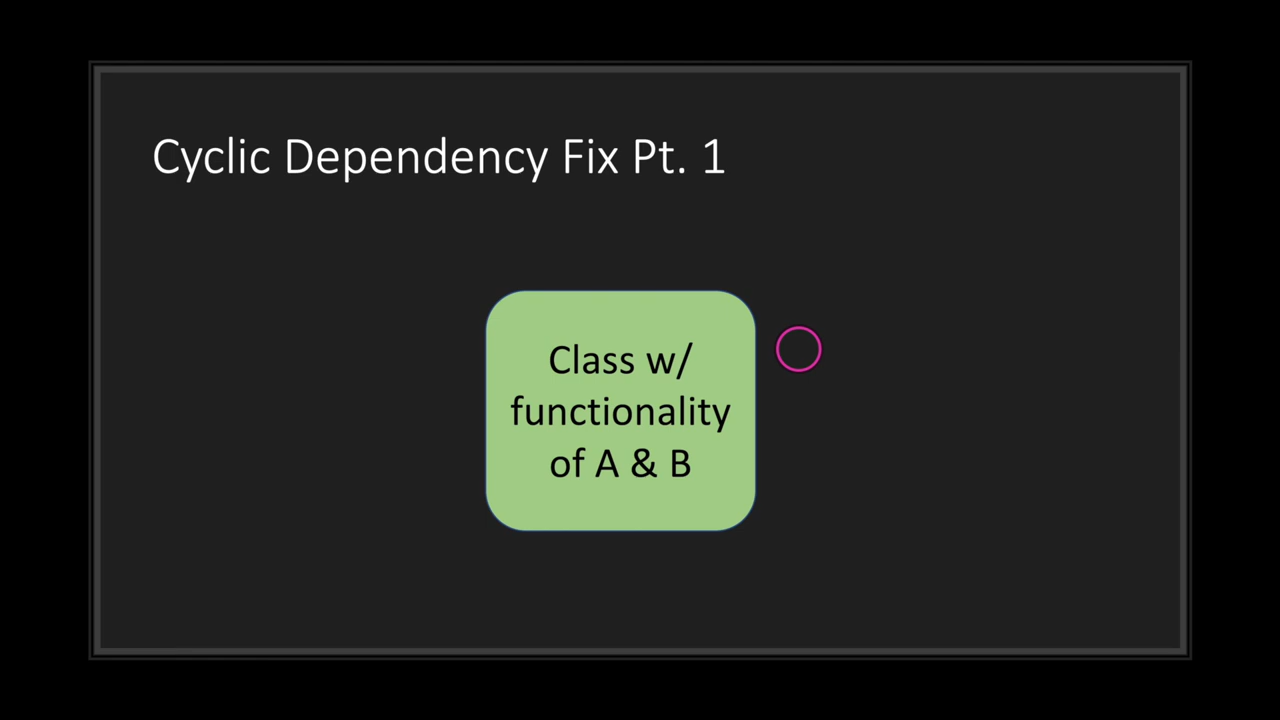 Cyclic Dependency Fix Pt. 1
Class w/
functionality
of A & B